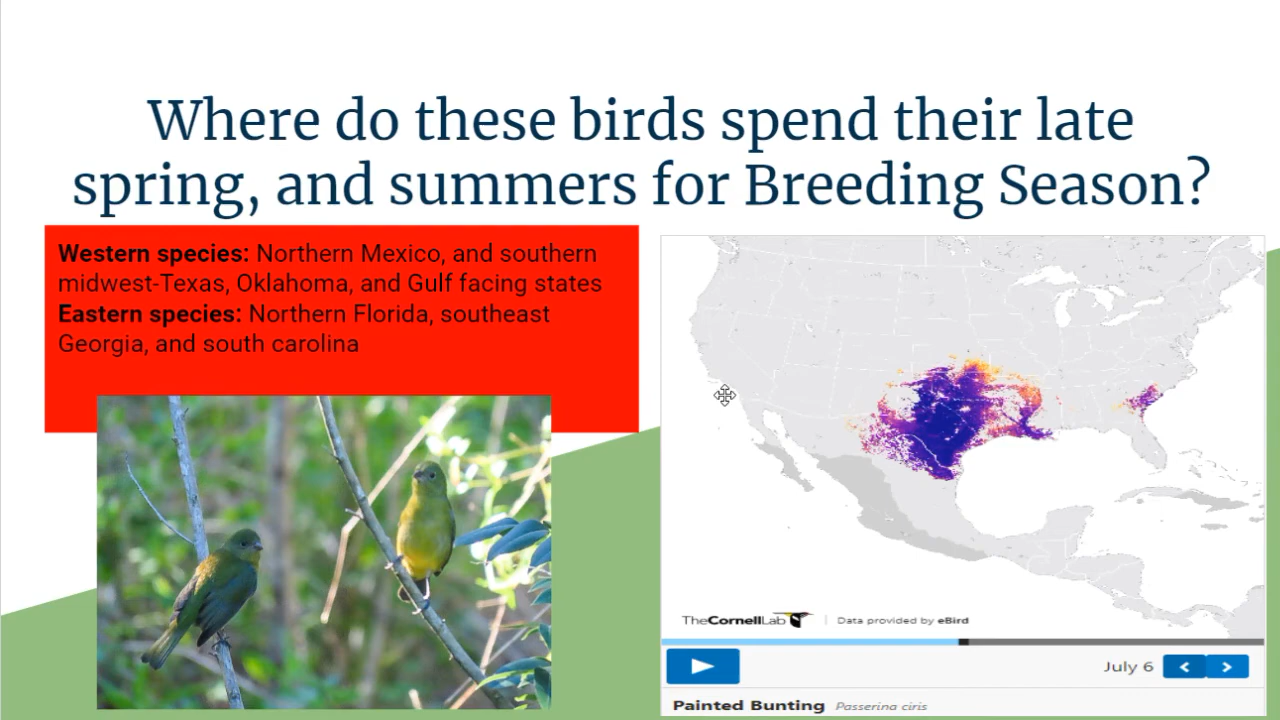 Where do these birds spend their late
spring, and summers for Breeding Season?
Western species: Northern Mexico, and southern
midwest-Texas, Oklahoma, and Gulf facing states
Eastern species: Northern Florida, southeast
Georgia, and south carolina
TheCornellLab
Data provided by eBird
July 6
Painted Bunting Passerina ciris